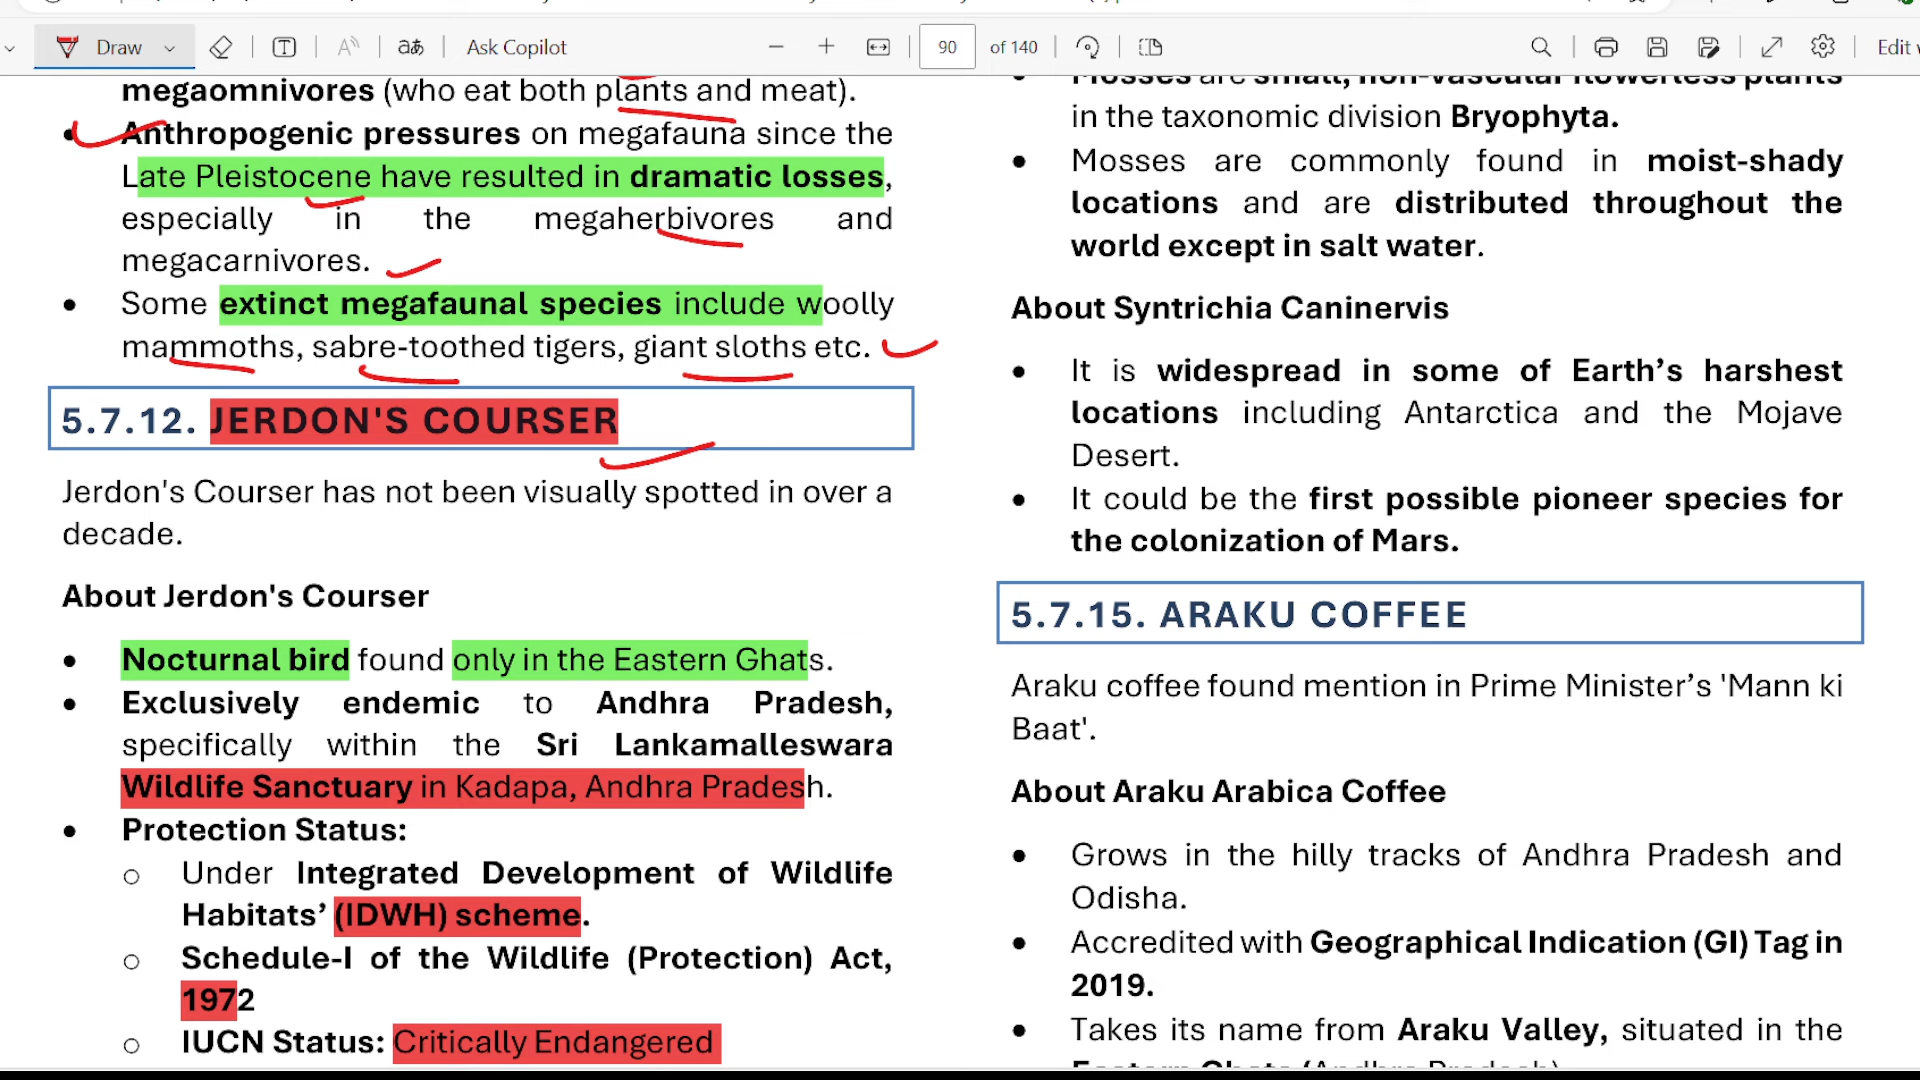 Draw
Ask Copilot
90 of 140
Edit
megaomnivores (who eat both plants and meat).
• Anthropogenic pressures on megafauna since the
Late Pleistocene have resulted in dramatic losses,
especially in the megaherbivores and
megacarnivores.
• Some extinct megafaunal species include woolly
mammoths, sabre-toothed tigers, giant sloths etc.
5.7.12. JERDON'S COURSER
Jerdon's Courser has not been visually spotted in over a
decade.
About Jerdon's Courser
• Nocturnal bird found only in the Eastern Ghats.
• Exclusively endemic to Andhra Pradesh,
specifically within the Sri Lankamalleswara
Wildlife Sanctuary in Kadapa, Andhra Pradesh.
• Protection Status:
○ Under Integrated Development of Wildlife
Habitats’ (IDWH) scheme.
○ Schedule-I of the Wildlife (Protection) Act,
1972
○ IUCN Status: Critically Endangered
• Mosses are small, non-vascular flowerless plants
in the taxonomic division Bryophyta.
• Mosses are commonly found in moist-shady
locations and are distributed throughout the
world except in salt water.
About Syntrichia Caninervis
• It is widespread in some of Earth’s harshest
locations including Antarctica and the Mojave
Desert.
• It could be the first possible pioneer species for
the colonization of Mars.
5.7.15. ARAKU COFFEE
Araku coffee found mention in Prime Minister’s 'Mann ki
Baat'.
About Araku Arabica Coffee
• Grows in the hilly tracks of Andhra Pradesh and
Odisha.
• Accredited with Geographical Indication (GI) Tag in
2019.
• Takes its name from Araku Valley, situated in the
Eastern Ghats (Andhra Pradesh)